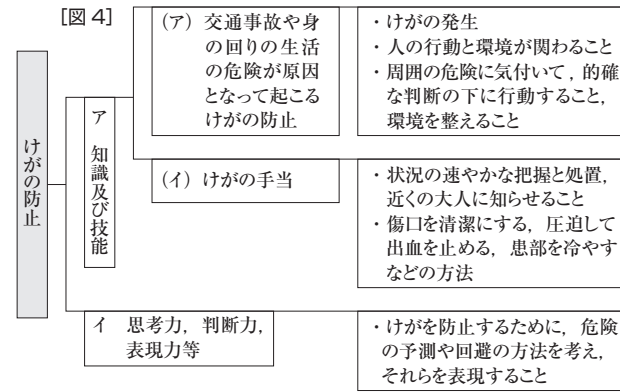 [図4]
けがの防止
ア 知識及び技能
(ア) 交通事故や身
の回りの生活
の危険が原因
となって起こる
けがの防止
・けがの発生
・人の行動と環境が関わること
・周囲の危険に気付いて，的確
な判断の下に行動すること，
環境を整えること
(イ) けがの手当
・状況の速やかな把握と処置，
近くの大人に知らせること
・傷口を清潔にする，圧迫して
出血を止める，患部を冷やす
などの方法
イ 思考力，判断力，
表現力等
・けがを防止するために，危険
の予測や回避の方法を考え，
それらを表現すること